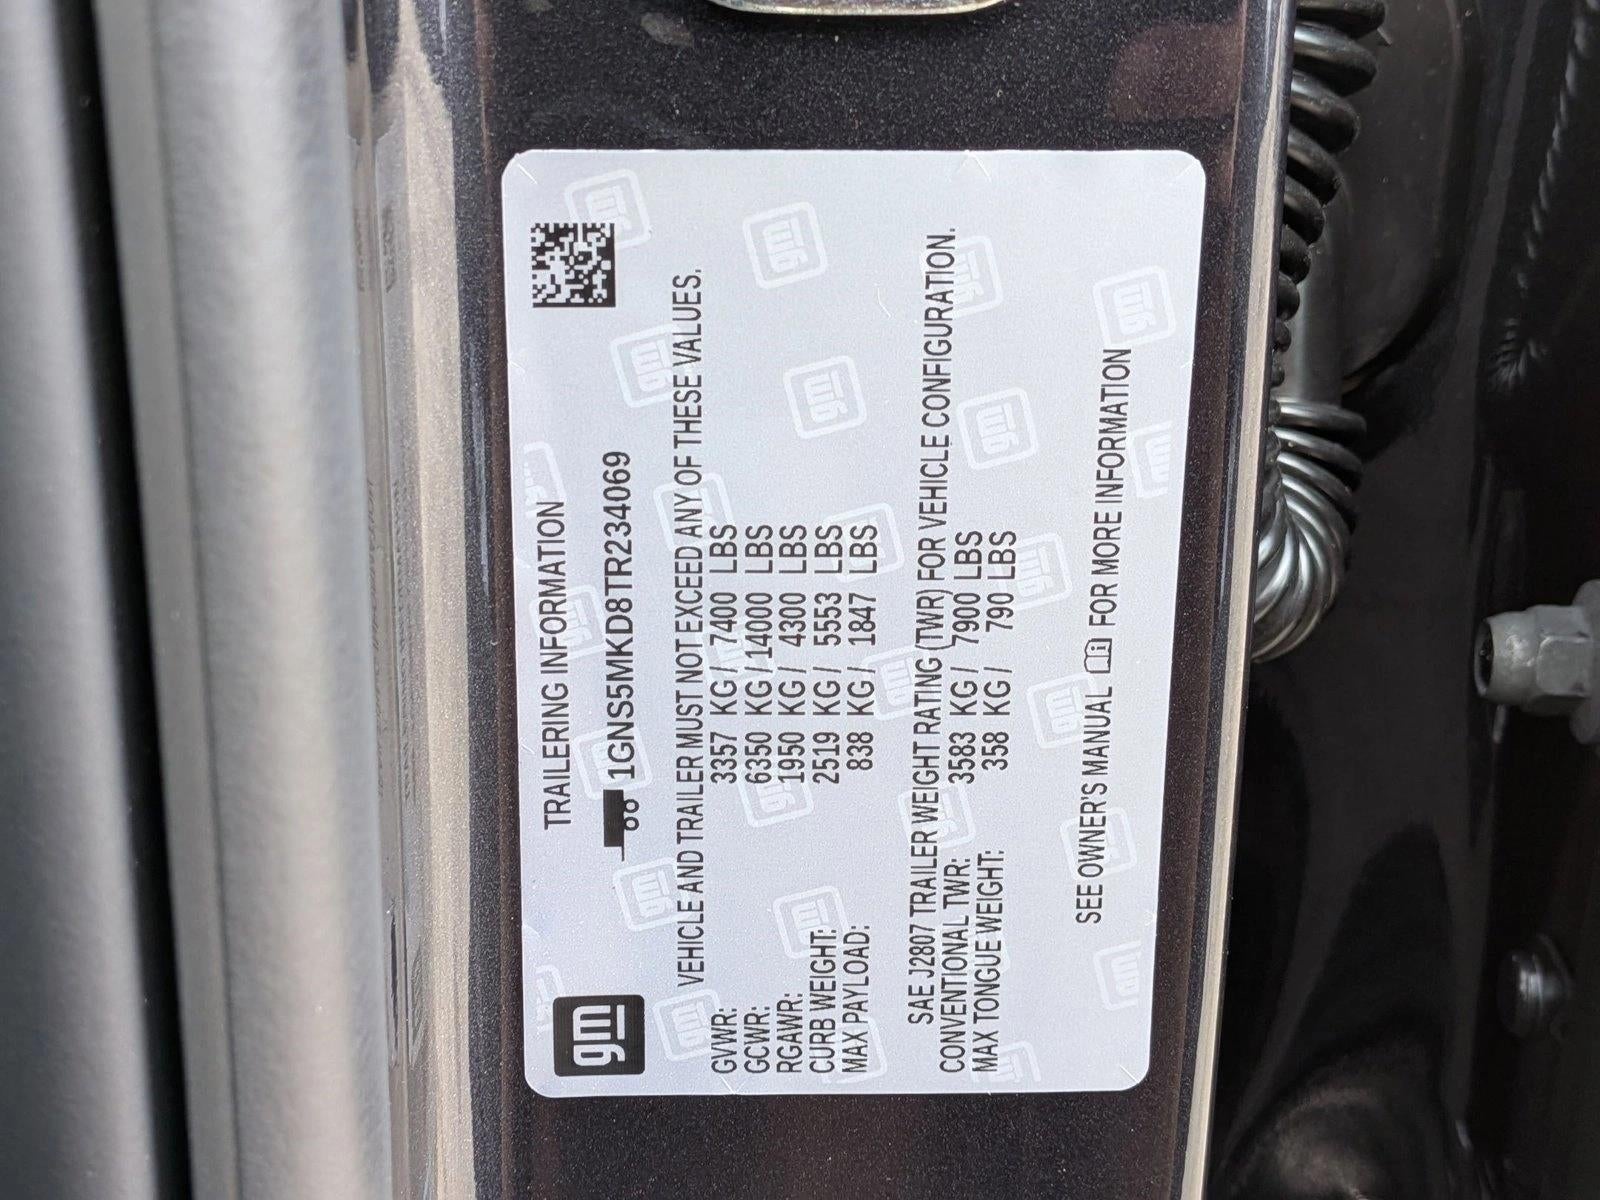 gm
TRAILERING INFORMATION
1GNS5MKD8TR234069
VEHICLE AND TRAILER MUST NOT EXCEED ANY OF THESE VALUES.
GVWR: 3357 KG / 7400 LBS
GCWR: 6350 KG / 14000 LBS
RGAWR: 1950 KG / 4300 LBS
CURB WEIGHT: 2519 KG / 5553 LBS
MAX PAYLOAD: 838 KG / 1847 LBS
SAE J2807 TRAILER WEIGHT RATING (TWR) FOR VEHICLE CONFIGURATION.
CONVENTIONAL TWR: 3583 KG / 7900 LBS
MAX TONGUE WEIGHT: 358 KG / 790 LBS
SEE OWNER'S MANUAL FOR MORE INFORMATION